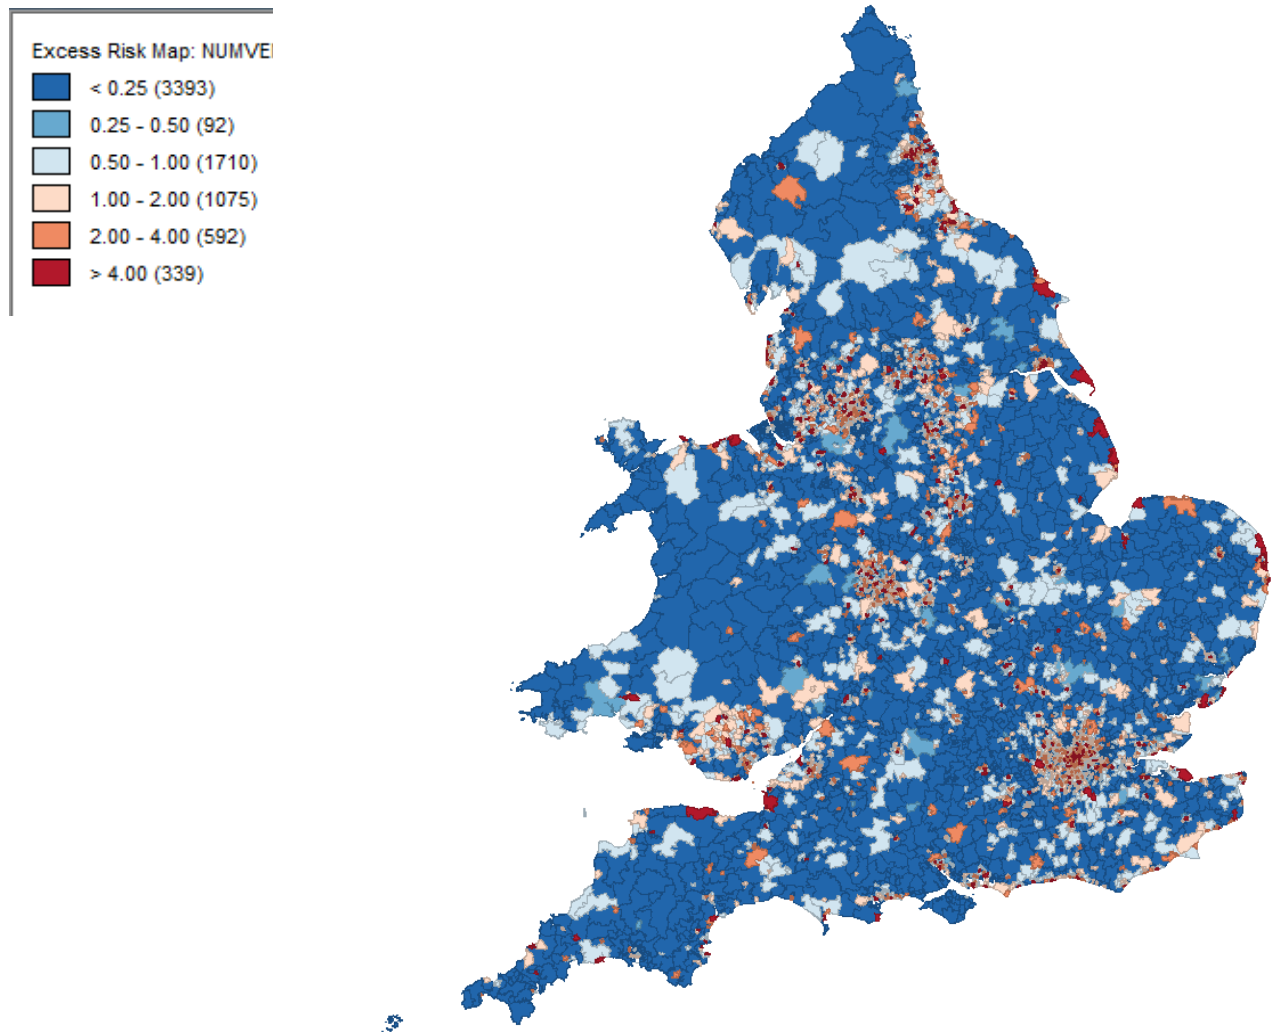 Excess Risk Map: NUMVE
< 0.25 (3393)
0.25 - 0.50 (92)
0.50 - 1.00 (1710)
1.00 - 2.00 (1075)
2.00 - 4.00 (592)
> 4.00 (339)